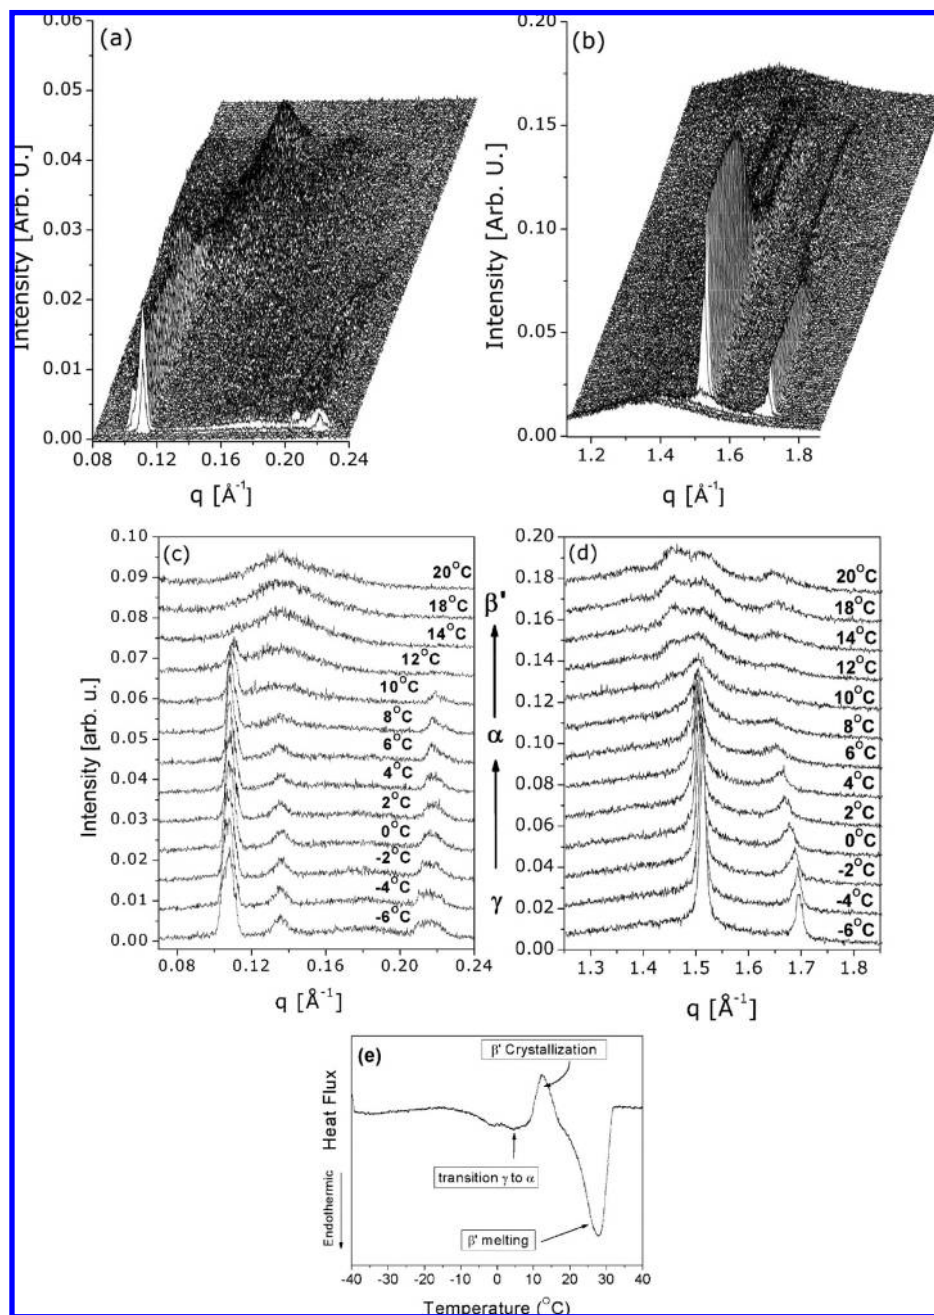 (a)
0.06
0.05
0.04
0.03
0.02
0.01
0.00
Intensity [Arb. U.]
0.08 0.12 0.16 0.20 0.24
q [Å-1]
(b)
0.20
0.15
0.10
0.05
0.00
Intensity [Arb. U.]
1.2 1.4 1.6 1.8
q [Å-1]
(c)
0.10
0.09
0.08
0.07
0.06
0.05
0.04
0.03
0.02
0.01
0.00
Intensity [arb. u.]
20°C
18°C
14°C
12°C
10°C
8°C
6°C
4°C
2°C
0°C
-2°C
-4°C
-6°C
0.08 0.12 0.16 0.20 0.24
q [Å-1]
β'
α
γ
(d)
0.20
0.18
0.16
0.14
0.12
0.10
0.08
0.06
0.04
0.02
0.00
20°C
18°C
14°C
12°C
10°C
8°C
6°C
4°C
2°C
0°C
-2°C
-4°C
-6°C
1.3 1.4 1.5 1.6 1.7 1.8
q [Å-1]
(e)
β' Crystallization
transition γ to α
β' melting
Heat Flux
Endothermic
-40 -30 -20 -10 0 10 20 30 40
Temperature (°C)